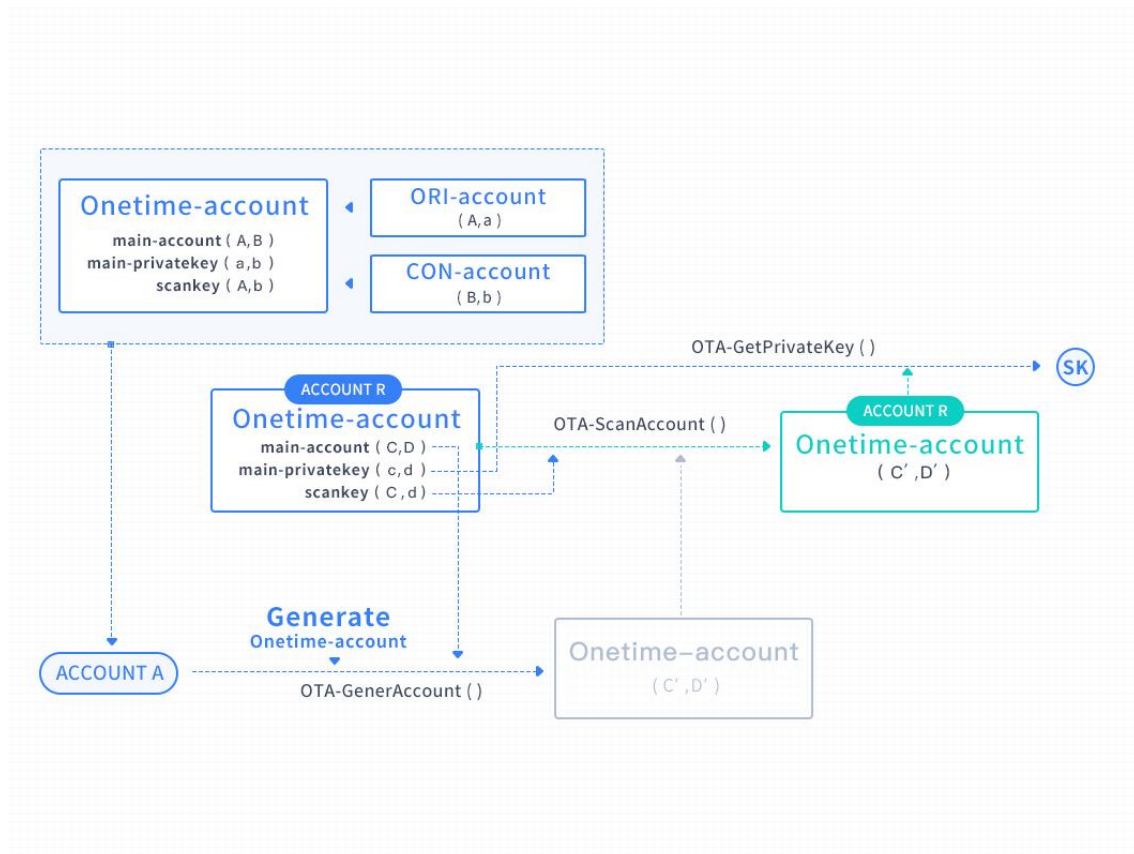 Onetime-account
main-account ( A,B )
main-privatekey ( a,b )
scankey ( A,b )
ORI-account
( A,a )
CON-account
( B,b )
OTA-GetPrivateKey ( )
SK
ACCOUNT R
Onetime-account
main-account ( C,D )
main-privatekey ( c,d )
scankey ( C,d )
OTA-ScanAccount ( )
ACCOUNT R
Onetime-account
( C′ ,D′ )
Generate
Onetime-account
ACCOUNT A
OTA-GenerAccount ( )
Onetime–account
( C′ ,D′ )